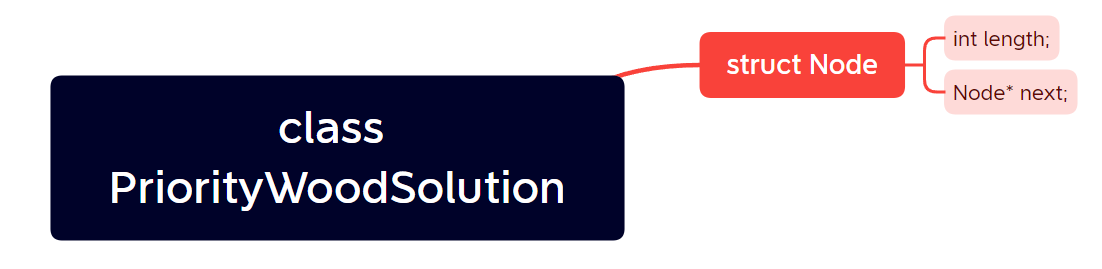 class
PriorityWoodSolution
struct Node
int length;
Node* next;